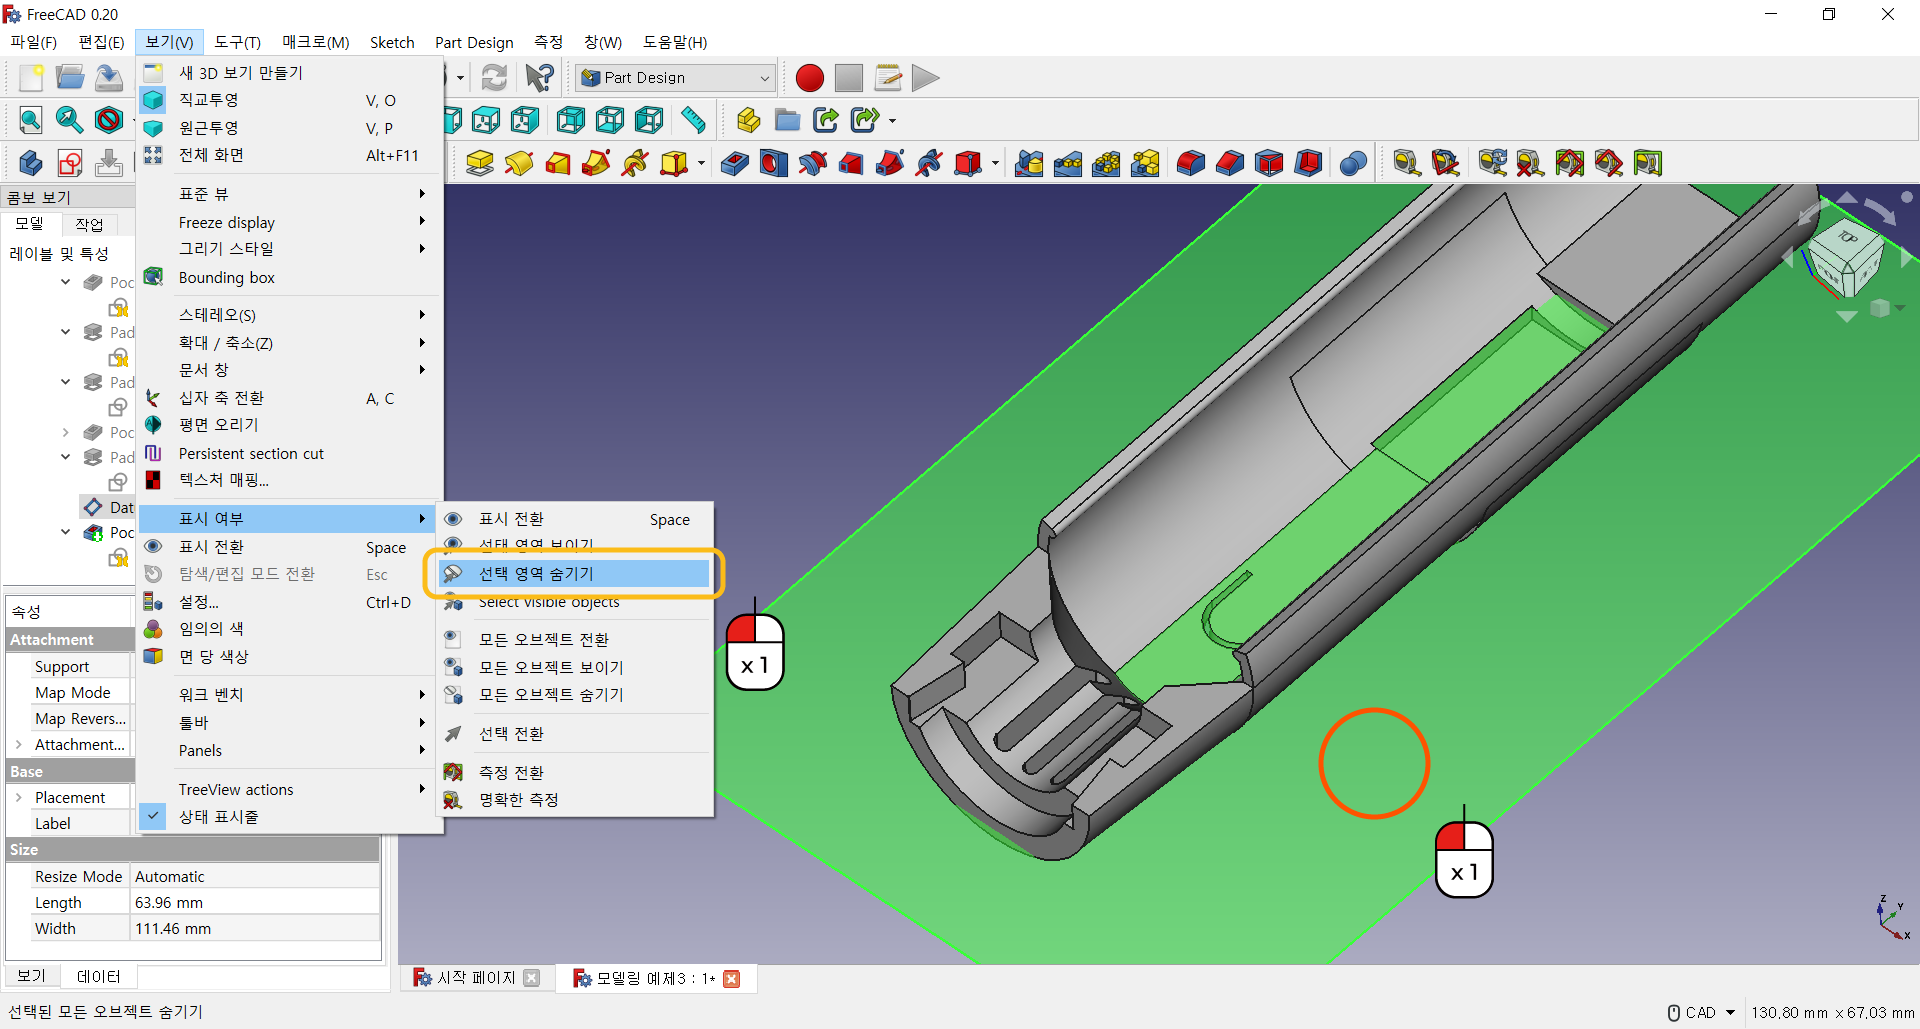 FreeCAD 0.20
파일(F) 편집(E) 보기(V) 도구(T) 매크로(M) Sketch Part Design 측정 창(W) 도움말(H)
Part Design
새 3D 보기 만들기
직교투영 V, O
원근투영 V, P
전체 화면 Alt+F11
표준 뷰
Freeze display
그리기 스타일
Bounding box
스테레오(S)
확대 / 축소(Z)
문서 창
십자 축 전환 A, C
평면 오리기
Persistent section cut
텍스처 매핑...
표시 여부
표시 전환 Space
탐색/편집 모드 전환 Esc
설정... Ctrl+D
임의의 색
면 당 색상
워크 벤치
툴바
Panels
TreeView actions
상태 표시줄
표시 전환 Space
선택 영역 보이기
선택 영역 숨기기
Select visible objects
모든 오브젝트 전환
모든 오브젝트 보이기
모든 오브젝트 숨기기
선택 전환
측정 전환
명확한 측정
콤보 보기
모델 작업
레이블 및 특성
Poc
Pad
Pad
Poc
Pad
Dat
Poc
속성
Attachment
Support
Map Mode
Map Revers...
Attachment...
Base
Placement
Label
Size
Resize Mode Automatic
Length 63.96 mm
Width 111.46 mm
보기 데이터
TOP
x 1
x 1
Z
Y
X
시작 페이지 모델링 예제3 : 1*
선택된 모든 오브젝트 숨기기
CAD 130.80 mm x 67.03 mm